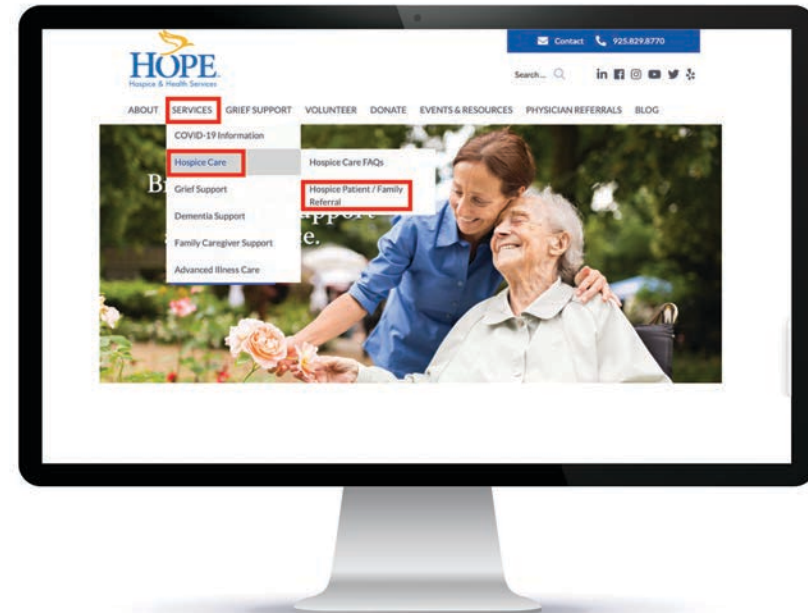 HOPE
Hospice & Health Services
Contact 925.829.8770
Search...
ABOUT SERVICES GRIEF SUPPORT VOLUNTEER DONATE EVENTS & RESOURCES PHYSICIAN REFERRALS BLOG
COVID-19 Information
Hospice Care
Grief Support
Dementia Support
Family Caregiver Support
Advanced Illness Care
Hospice Care FAQs
Hospice Patient / Family
Referral